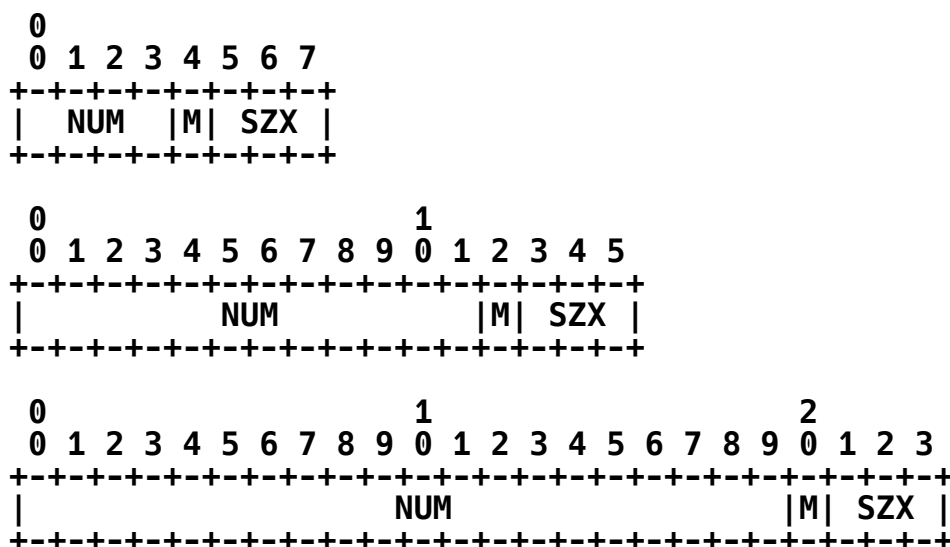 0
 0 1 2 3 4 5 6 7
+-+-+-+-+-+-+-+-+
|  NUM  |M| SZX |
+-+-+-+-+-+-+-+-+

 0                   1
 0 1 2 3 4 5 6 7 8 9 0 1 2 3 4 5
+-+-+-+-+-+-+-+-+-+-+-+-+-+-+-+-+
|          NUM          |M| SZX |
+-+-+-+-+-+-+-+-+-+-+-+-+-+-+-+-+

 0                   1                   2
 0 1 2 3 4 5 6 7 8 9 0 1 2 3 4 5 6 7 8 9 0 1 2 3
+-+-+-+-+-+-+-+-+-+-+-+-+-+-+-+-+-+-+-+-+-+-+-+-+
|                   NUM                 |M| SZX |
+-+-+-+-+-+-+-+-+-+-+-+-+-+-+-+-+-+-+-+-+-+-+-+-+